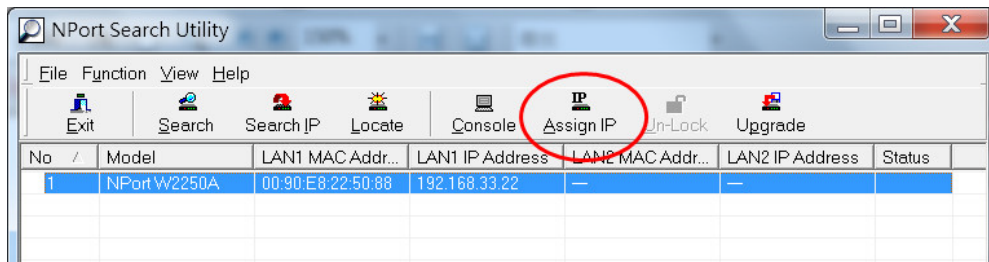 NPort Search Utility
File Function View Help
Exit Search Search IP Locate Console IP Assign IP Un-Lock Upgrade
No Model LAN1 MAC Addr... LAN1 IP Address LAN2 MAC Addr... LAN2 IP Address Status
1 NPort W2250A 00:90:E8:22:50:88 192.168.33.22 — —